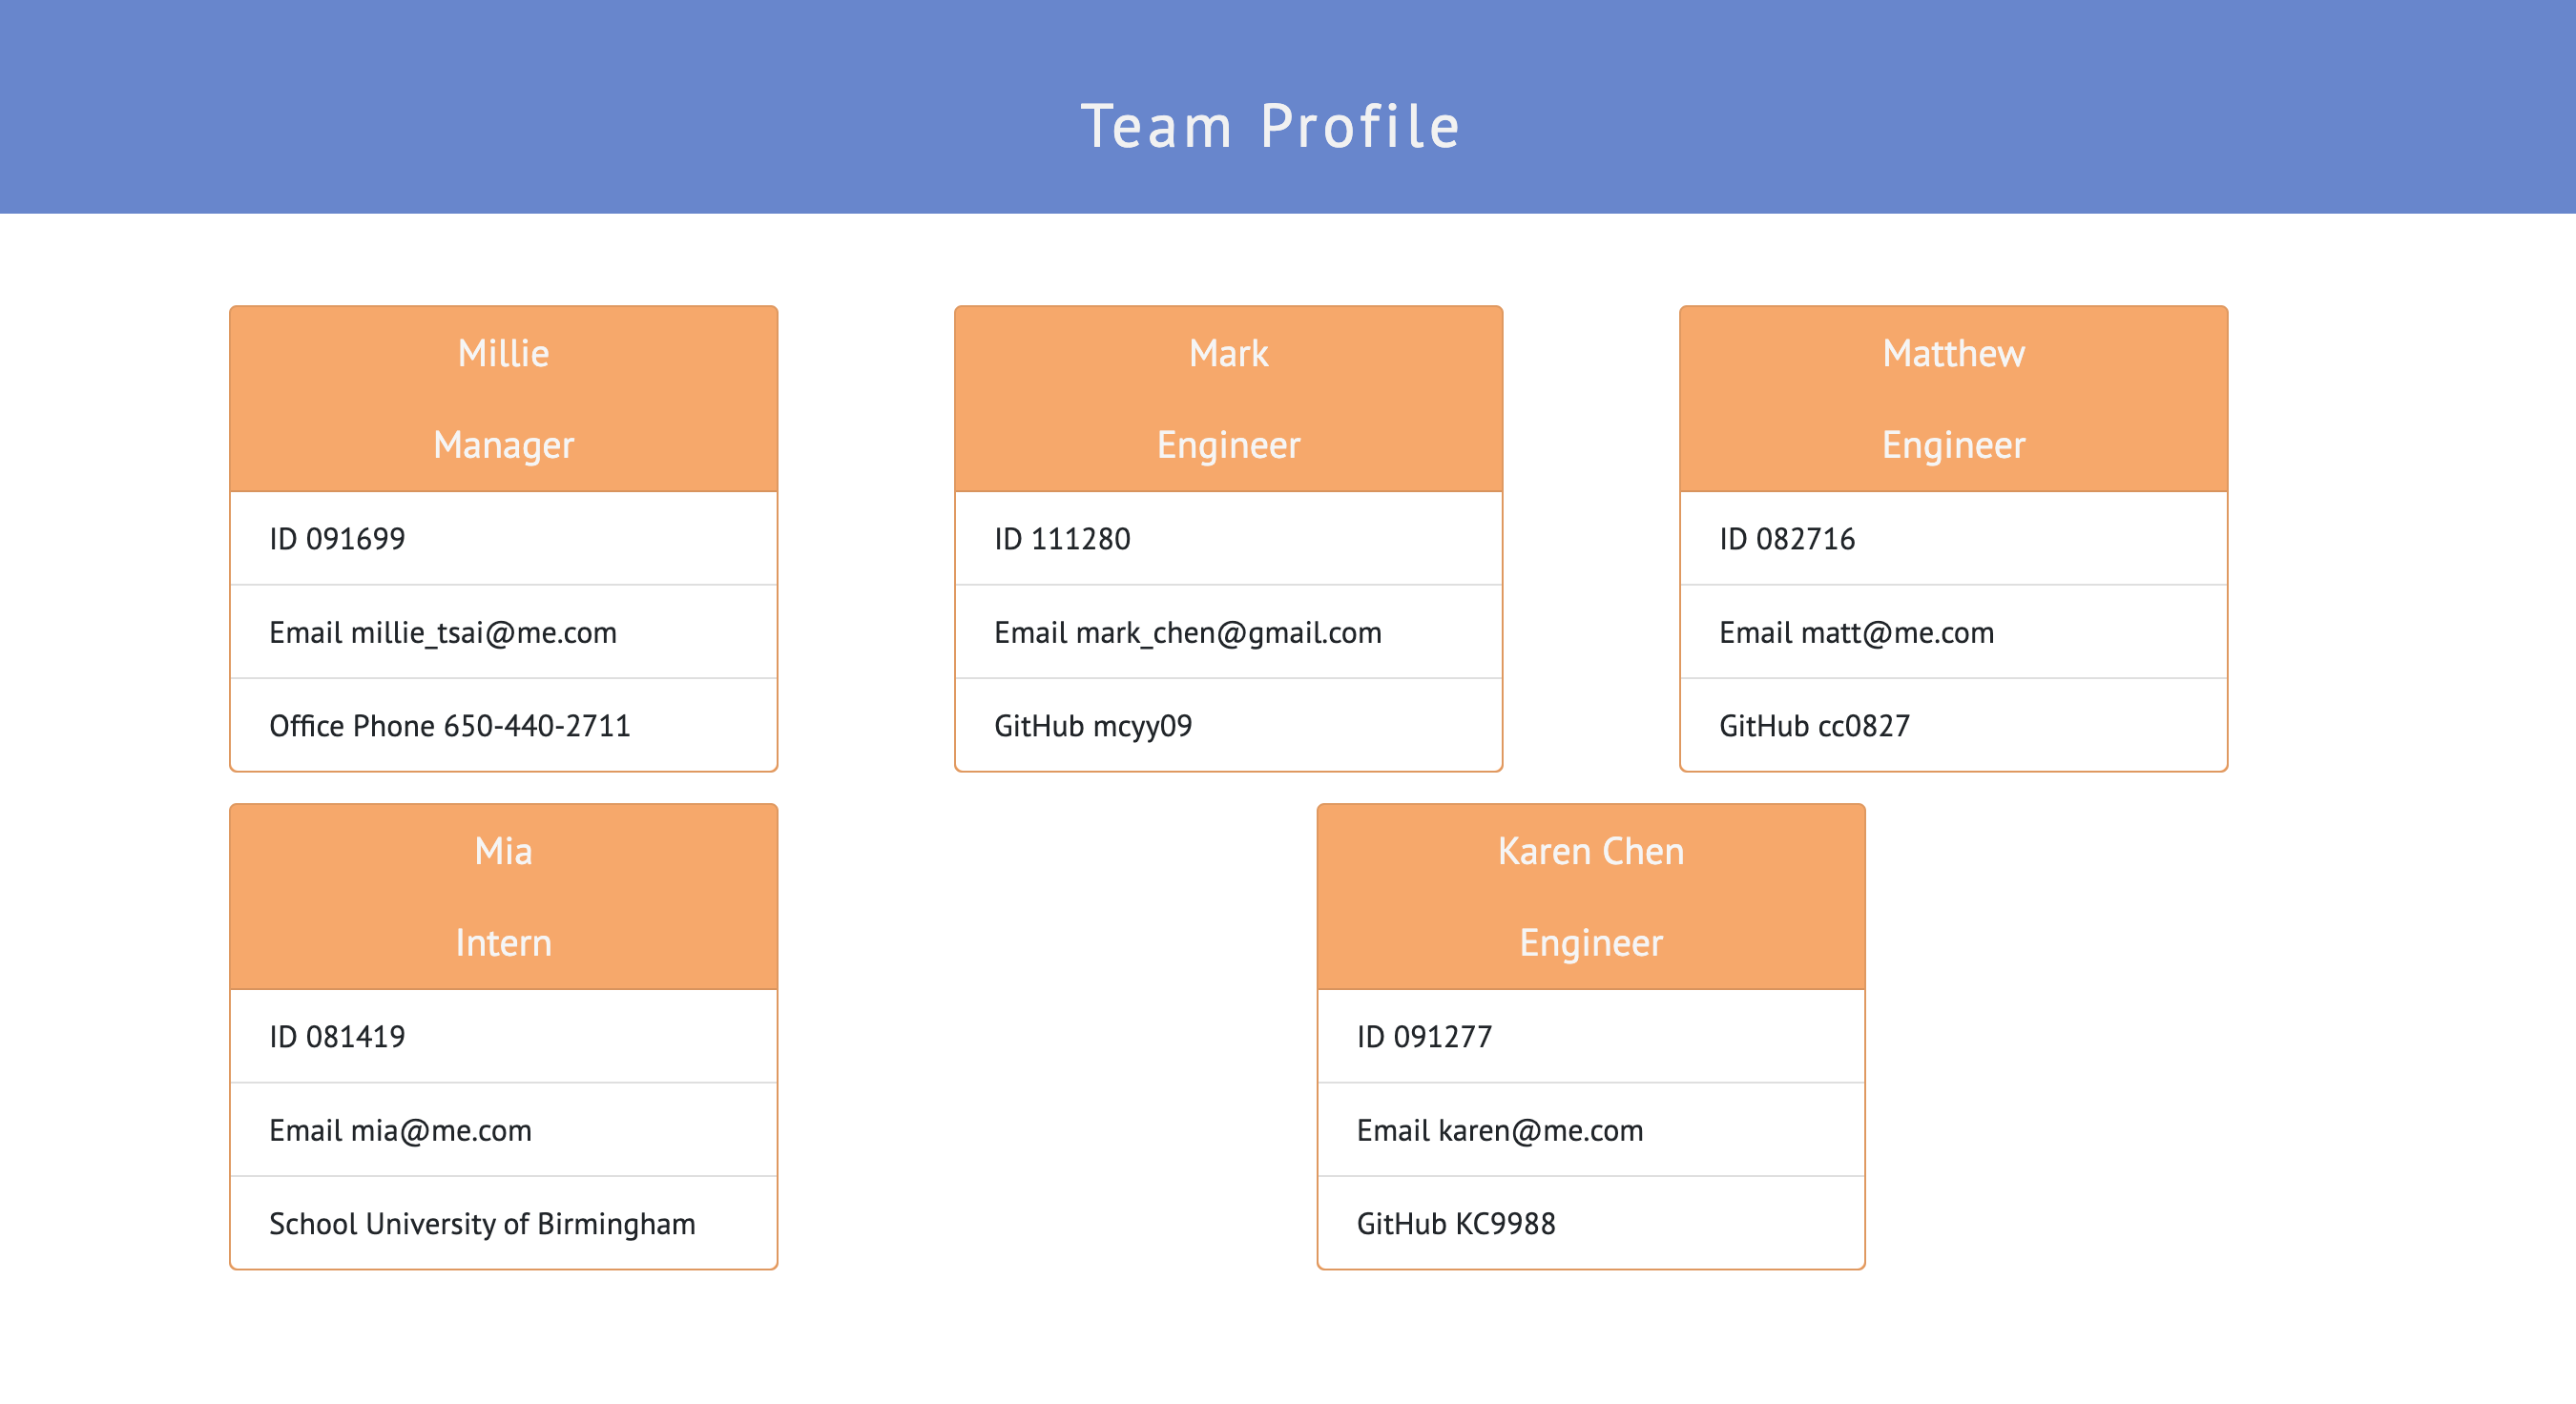 Team Profile
Millie
Manager
ID 091699
Email millie_tsai@me.com
Office Phone 650-440-2711
Mark
Engineer
ID 111280
Email mark_chen@gmail.com
GitHub mcyy09
Matthew
Engineer
ID 082716
Email matt@me.com
GitHub cc0827
Mia
Intern
ID 081419
Email mia@me.com
School University of Birmingham
Karen Chen
Engineer
ID 091277
Email karen@me.com
GitHub KC9988